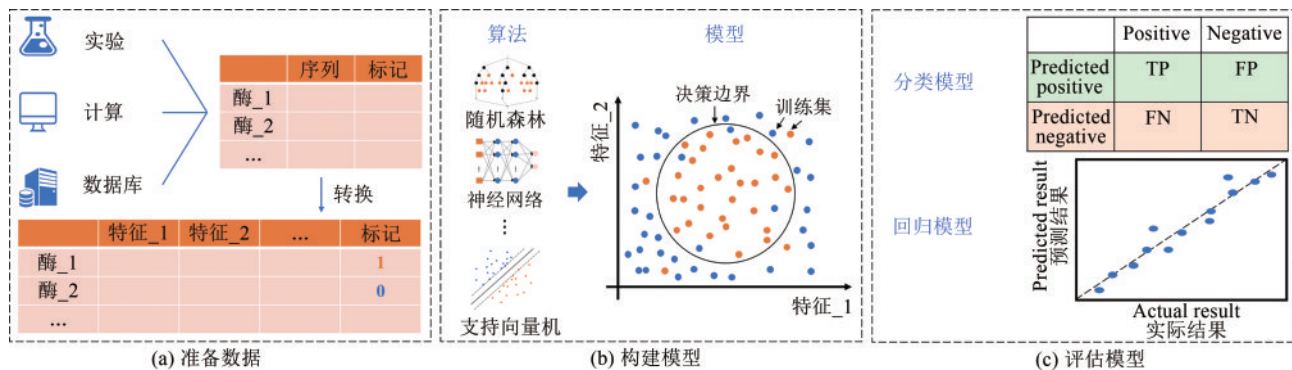 实验
计算
数据库
序列 标记
酶_1
酶_2
...
转换
特征_1 特征_2 ... 标记
酶_1 1
酶_2 0
...
(a) 准备数据
算法 模型
随机森林
神经网络
⋮
支持向量机
特征_2
决策边界
训练集
特征_1
(b) 构建模型
分类模型
Positive Negative
Predicted positive TP FP
Predicted negative FN TN
回归模型
Predicted result
预测结果
Actual result
实际结果
(c) 评估模型